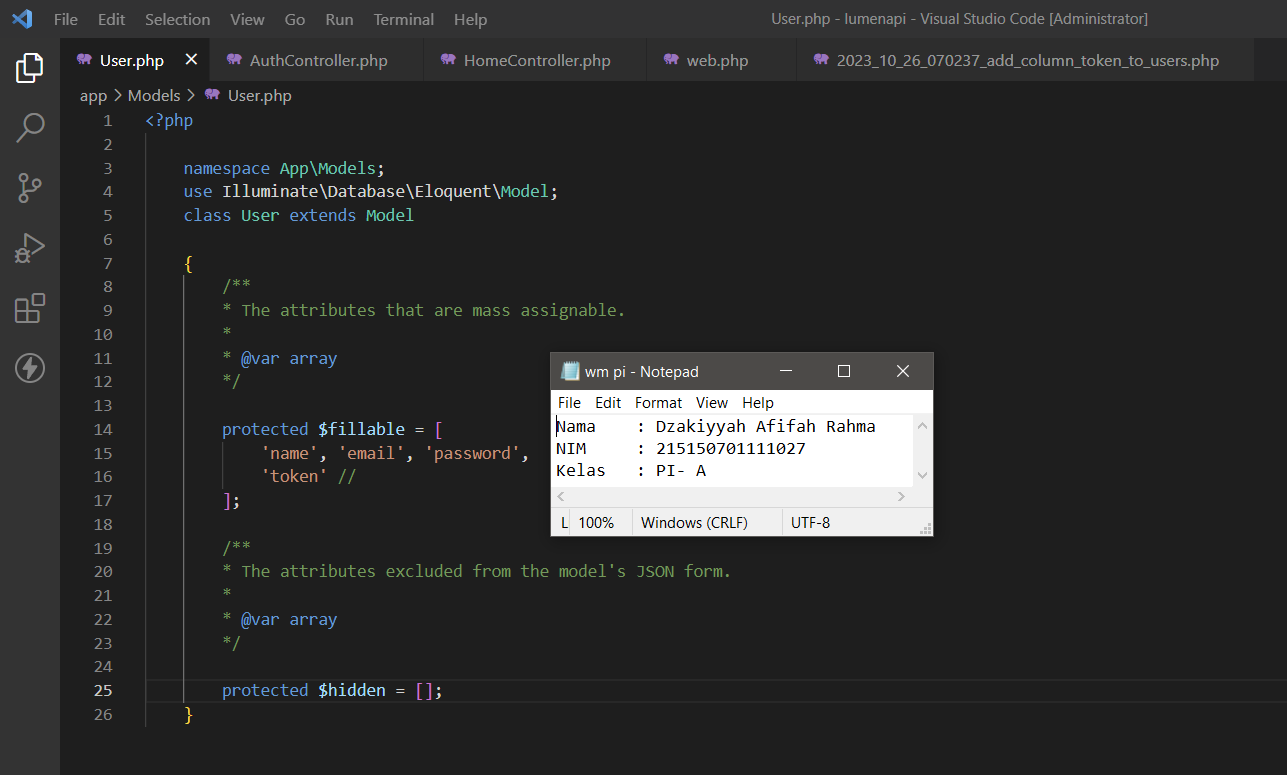 File Edit Selection View Go Run Terminal Help User.php - lumenapi - Visual Studio Code [Administrator]
User.php AuthController.php HomeController.php web.php 2023_10_26_070237_add_column_token_to_users.php
app > Models > User.php
1 <?php
2
3 namespace App\Models;
4 use Illuminate\Database\Eloquent\Model;
5 class User extends Model
6
7 {
8 /**
9 * The attributes that are mass assignable.
10 *
11 * @var array
12 */
13
14 protected $fillable = [
15 'name', 'email', 'password',
16 'token' //
17 ];
18
19 /**
20 * The attributes excluded from the model's JSON form.
21 *
22 * @var array
23 */
24
25 protected $hidden = [];
26 }
wm pi - Notepad
File Edit Format View Help
Nama : Dzakiyyah Afifah Rahma
NIM : 215150701111027
Kelas : PI- A
L 100% Windows (CRLF) UTF-8